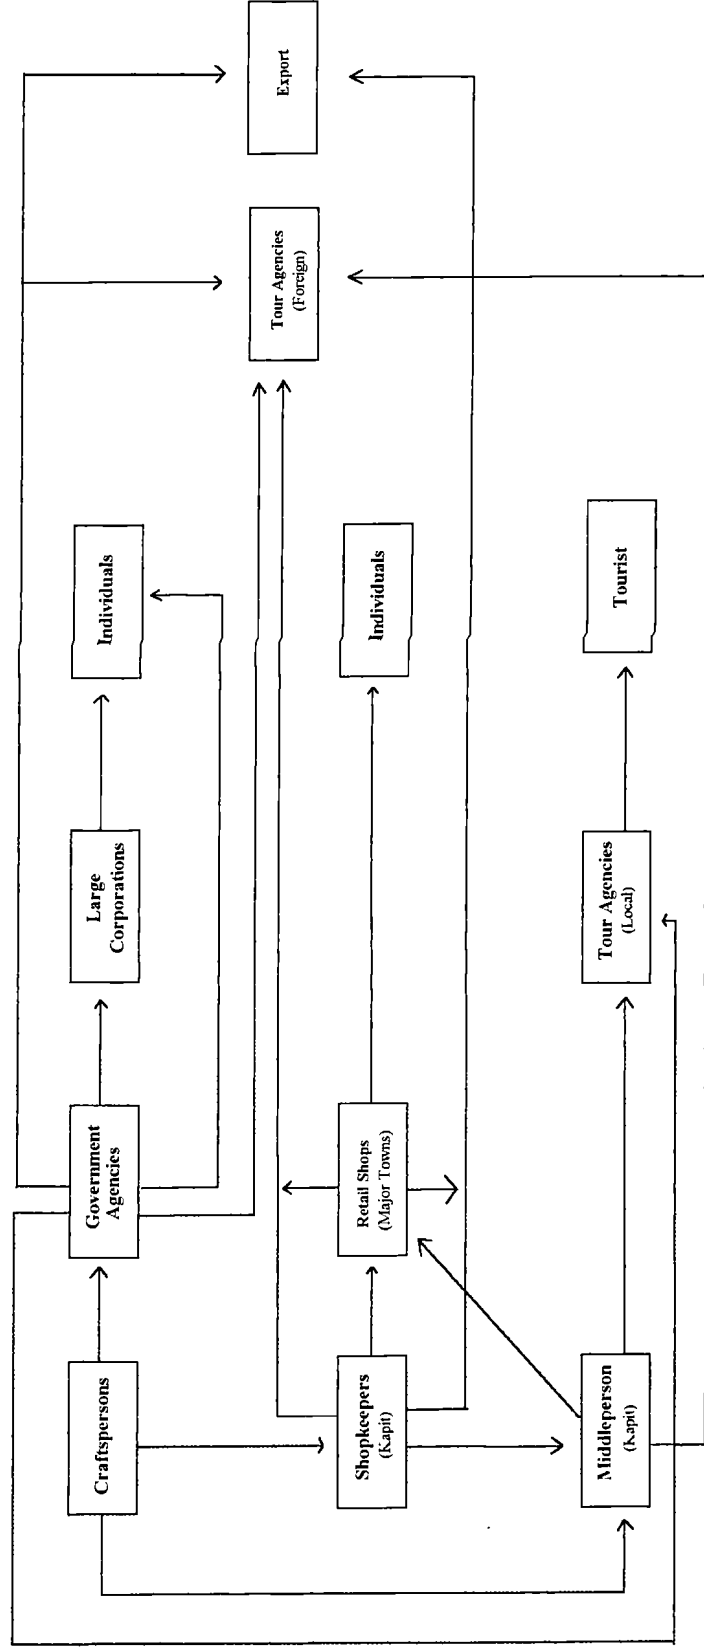 Craftspersons
Government
Agencies
Large
Corporations
Individuals
Shopkeepers
(Kapit)
Retail Shops
(Major Towns)
Individuals
Tour Agencies
(Foreign)
Export
Middleperson
(Kapit)
Tour Agencies
(Local)
Tourist